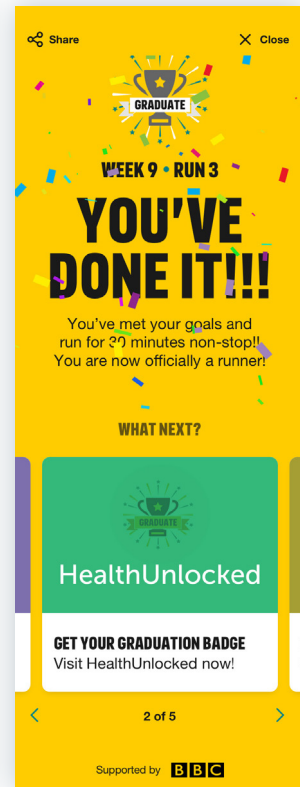 Share
Close
GRADUATE
WEEK 9 • RUN 3
YOU'VE
DONE IT!!!
You've met your goals and
run for 30 minutes non-stop!!
You are now officially a runner!
WHAT NEXT?
GRADUATE
HealthUnlocked
GET YOUR GRADUATION BADGE
Visit HealthUnlocked now!
2 of 5
Supported by BBC